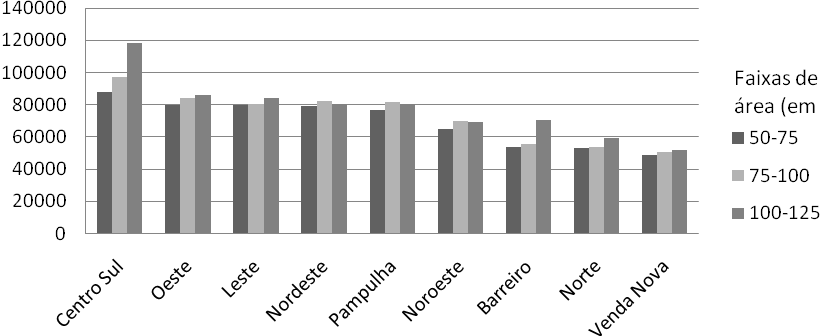 140000
120000
100000
80000
60000
40000
20000
0
Centro Sul
Oeste
Leste
Nordeste
Pampulha
Noroeste
Barreiro
Norte
Venda Nova
Faixas de
área (em
50-75
75-100
100-125